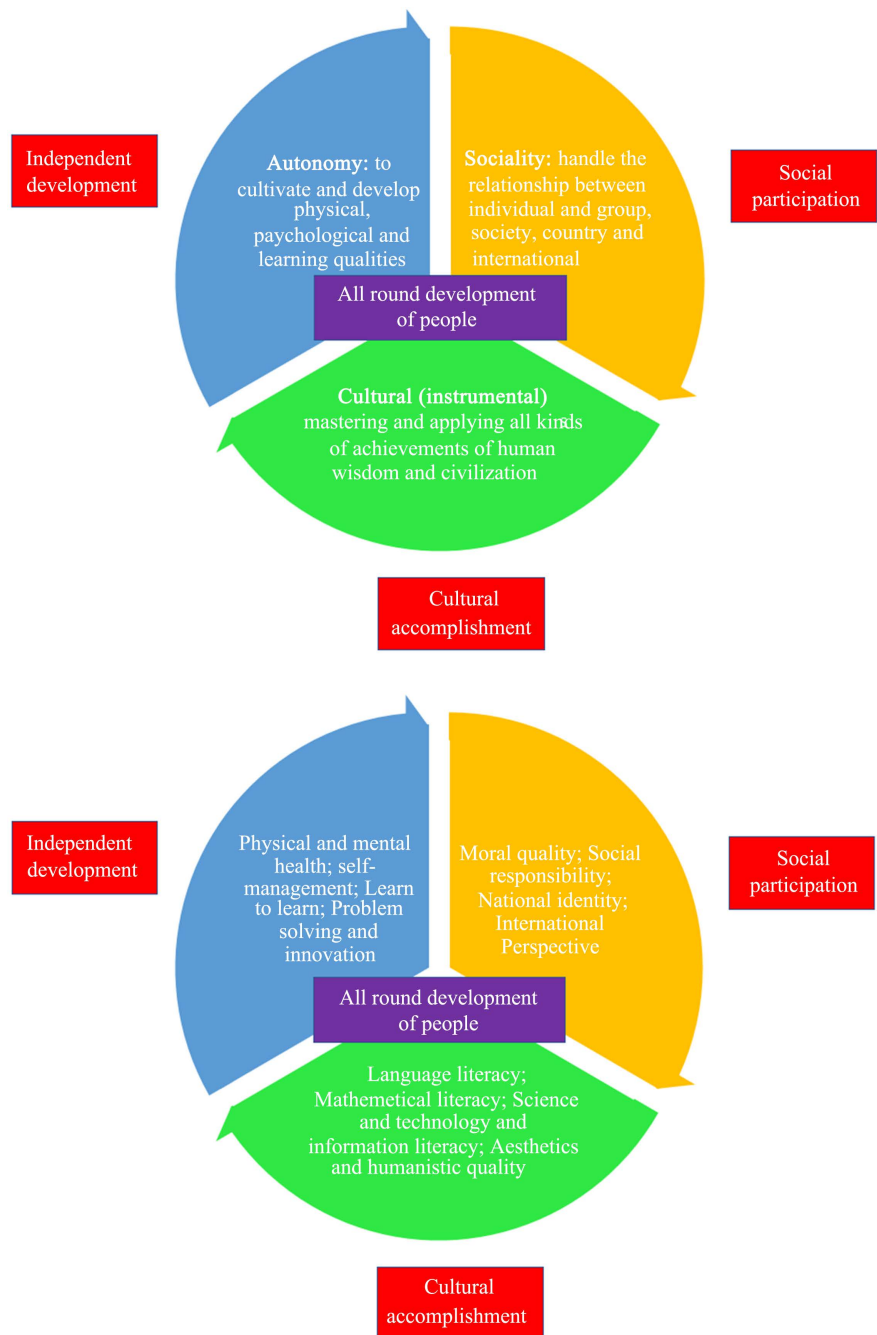 Independent
development
Autonomy: to
cultivate and develop
physical,
paychological and
learning qualities
Sociality: handle the
relationship between
individual and group,
society, country and
international
Social
participation
All round development
of people
Cultural (instrumental)
mastering and applying all kinds
of achievements of human
wisdom and civilization
Cultural
accomplishment
Independent
development
Physical and mental
health; self-
management; Learn
to learn; Problem
solving and
innovation
Moral quality; Social
responsibility;
National identity;
International
Perspective
Social
participation
All round development
of people
Language literacy;
Mathemetical literacy; Science
and technology and
information literacy; Aesthetics
and humanistic quality
Cultural
accomplishment